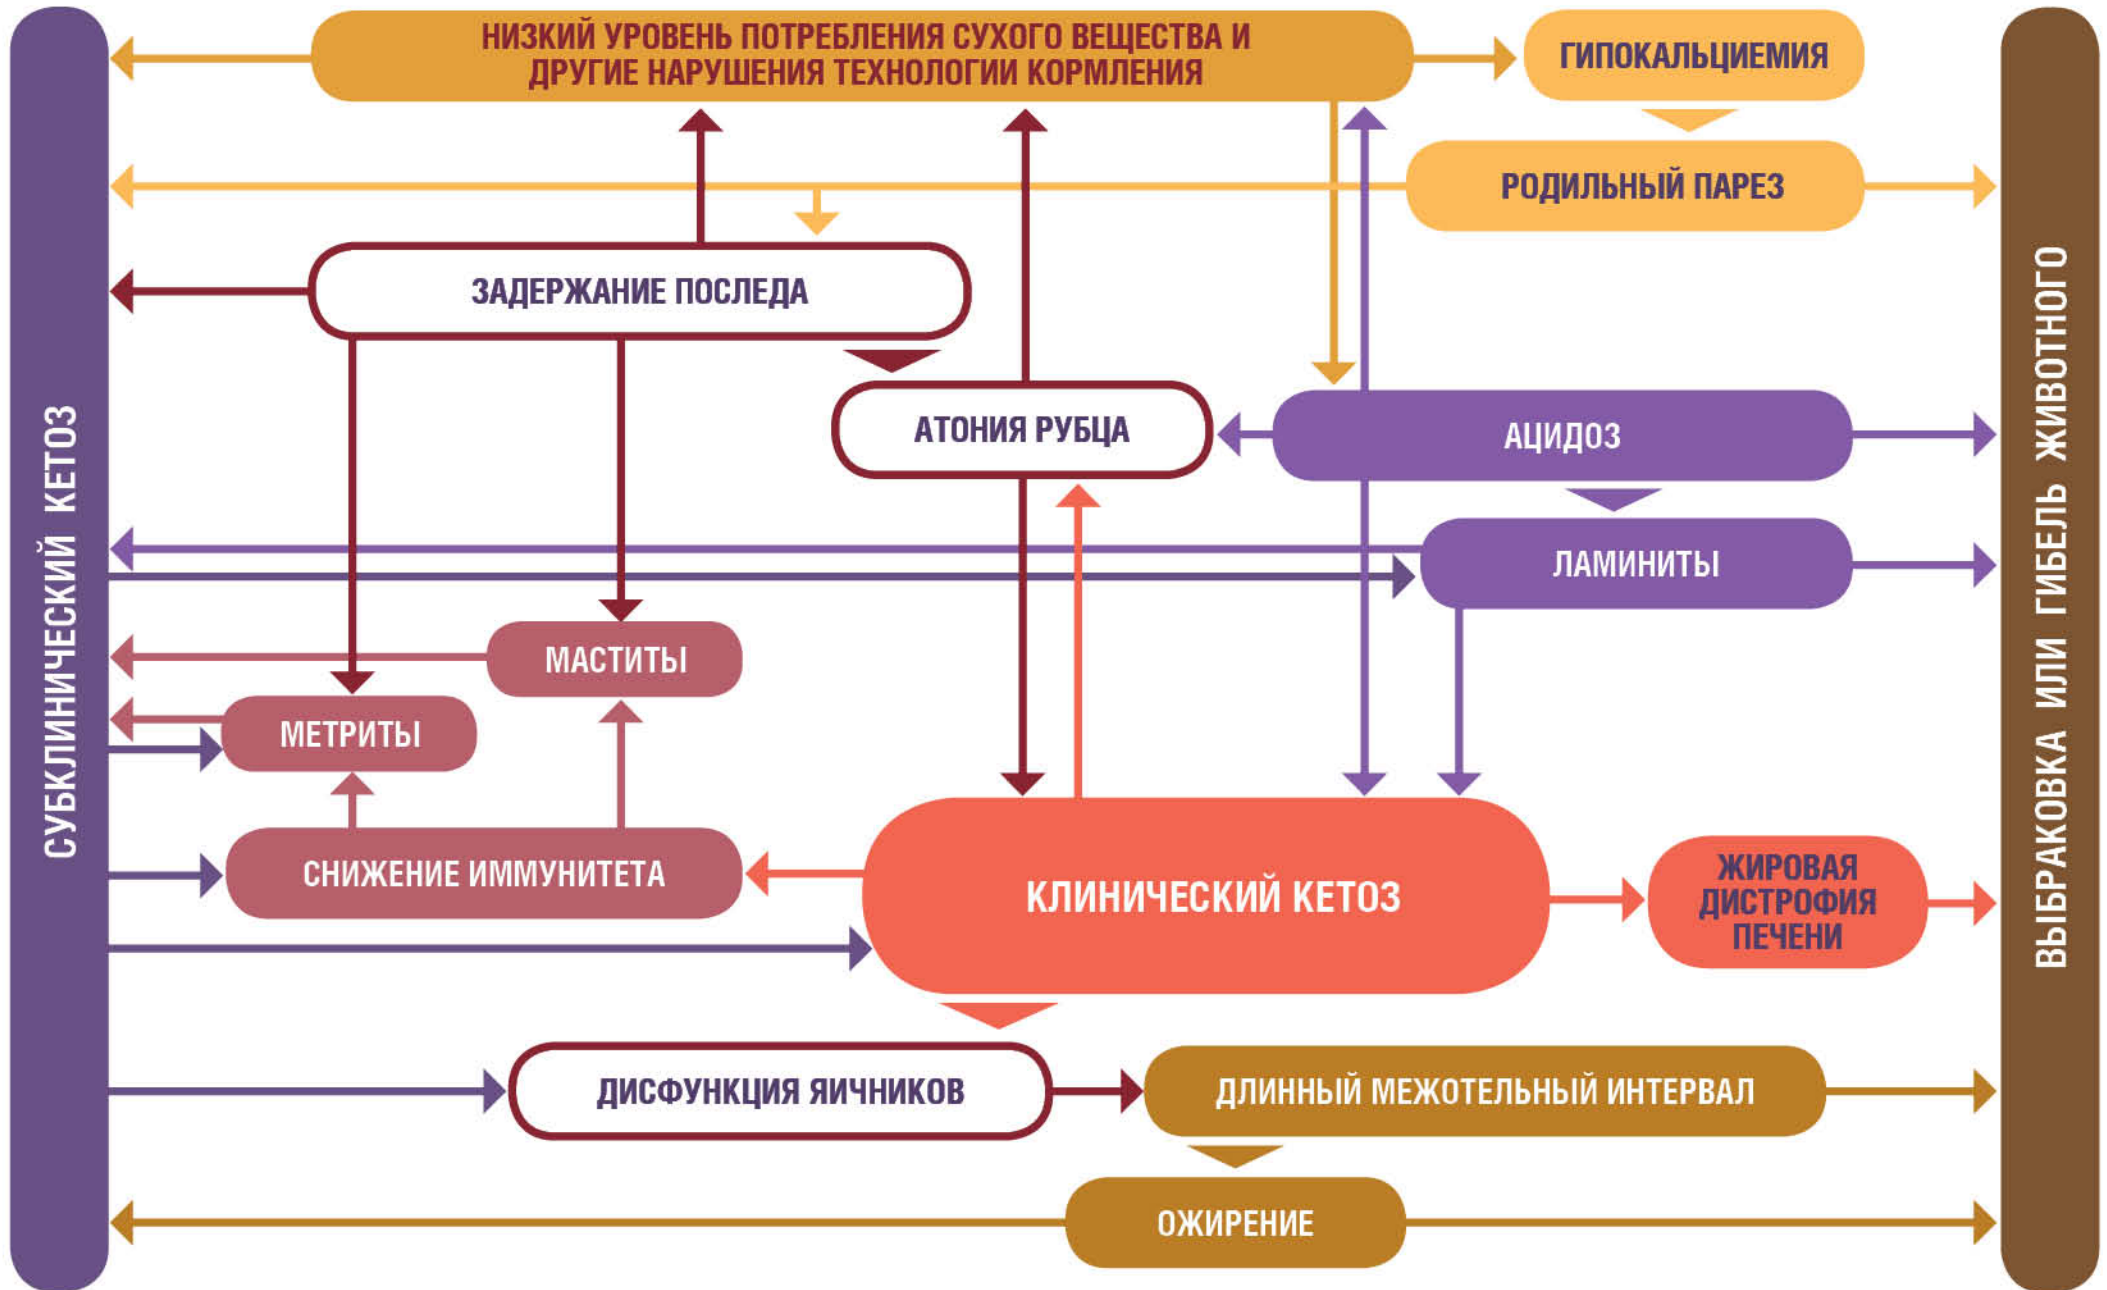 НИЗКИЙ УРОВЕНЬ ПОТРЕБЛЕНИЯ СУХОГО ВЕЩЕСТВА И
ДРУГИЕ НАРУШЕНИЯ ТЕХНОЛОГИИ КОРМЛЕНИЯ
ГИПОКАЛЬЦИЕМИЯ
РОДИЛЬНЫЙ ПАРЕЗ
ЗАДЕРЖАНИЕ ПОСЛЕДА
АТОНИЯ РУБЦА
АЦИДОЗ
ЛАМИНИТЫ
СУБКЛИНИЧЕСКИЙ КЕТОЗ
ВЫБРАКОВКА ИЛИ ГИБЕЛЬ ЖИВОТНОГО
МАСТИТЫ
МЕТРИТЫ
СНИЖЕНИЕ ИММУНИТЕТА
КЛИНИЧЕСКИЙ КЕТОЗ
ЖИРОВАЯ
ДИСТРОФИЯ
ПЕЧЕНИ
ДИСФУНКЦИЯ ЯИЧНИКОВ
ДЛИННЫЙ МЕЖОТЕЛЬНЫЙ ИНТЕРВАЛ
ОЖИРЕНИЕ